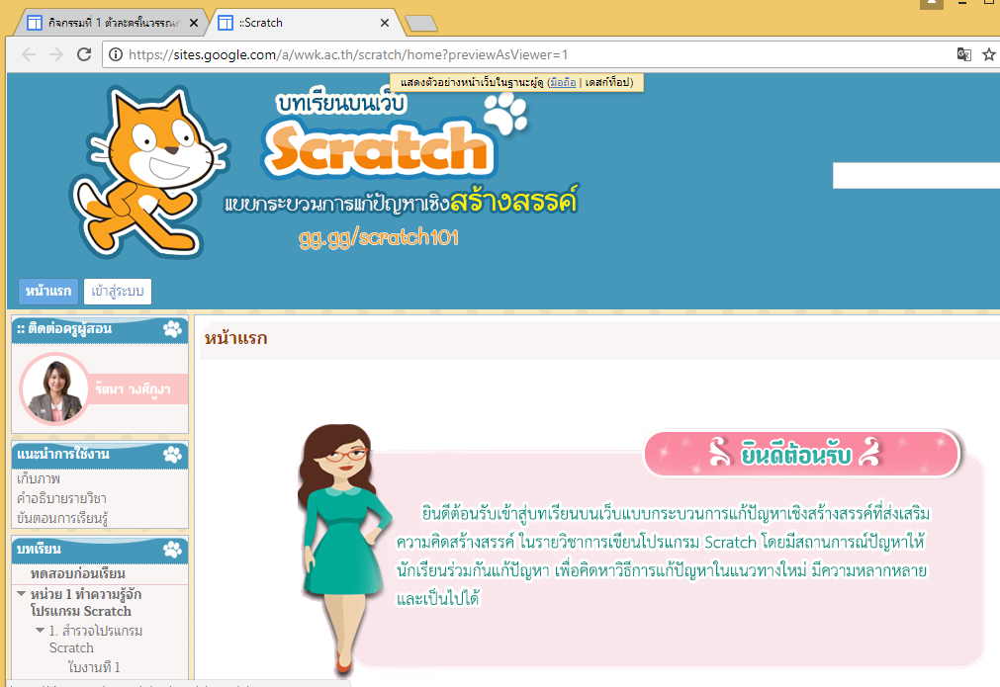 กิจกรรมที่ 1 ตัวละครในวรรณก
::Scratch
https://sites.google.com/a/wwk.ac.th/scratch/home?previewAsViewer=1
แสดงตัวอย่างหน้าเว็บในฐานะผู้ดู (มือถือ | เดสก์ท็อป)
บทเรียนบนเว็บ
Scratch
แบบกระบวนการแก้ปัญหาเชิงสร้างสรรค์
gg.gg/scratch101
หน้าแรก เข้าสู่ระบบ
:: ติดต่อครูผู้สอน
รัตนา วงศ์ภูงา
แนะนำการใช้งาน
เก็บภาพ
คำอธิบายรายวิชา
ขั้นตอนการเรียนรู้
บทเรียน
ทดสอบก่อนเรียน
หน่วย 1 ทำความรู้จัก
โปรแกรม Scratch
1. สำรวจโปรแกรม
Scratch
ใบงานที่ 1
หน้าแรก
ยินดีต้อนรับ
ยินดีต้อนรับเข้าสู่บทเรียนบนเว็บแบบกระบวนการแก้ปัญหาเชิงสร้างสรรค์ที่ส่งเสริม
ความคิดสร้างสรรค์ ในรายวิชาการเขียนโปรแกรม Scratch โดยมีสถานการณ์ปัญหาให้
นักเรียนร่วมกันแก้ปัญหา เพื่อคิดหาวิธีการแก้ปัญหาในแนวทางใหม่ มีความหลากหลาย
และเป็นไปได้